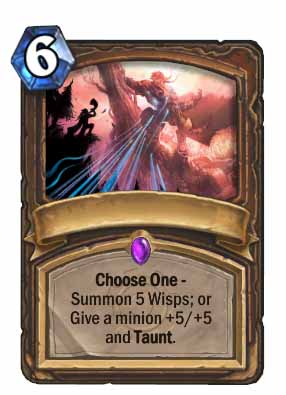 6
Choose One -
Summon 5 Wisps; or
Give a minion +5/+5
and Taunt.